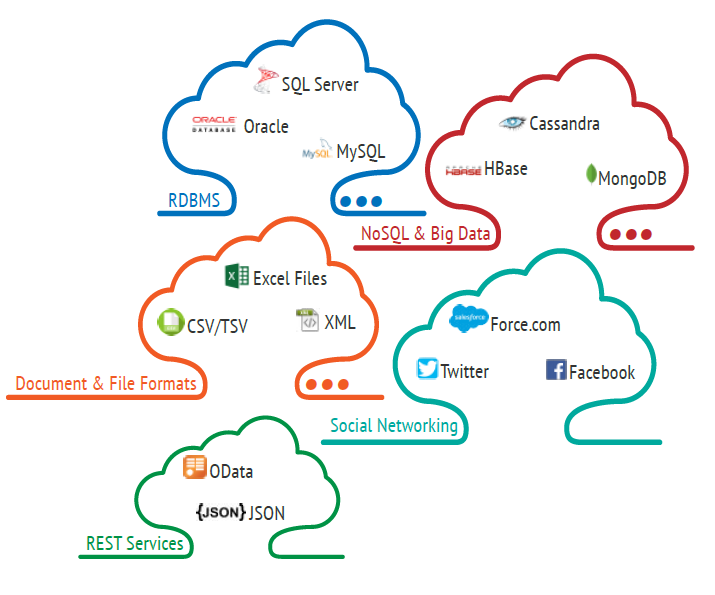 SQL Server
ORACLE
DATABASE
Oracle
MySQL
MySQL
RDBMS
Cassandra
HBASE
HBase
MongoDB
NoSQL & Big Data
X
Excel Files
CSV/TSV
XML
Document & File Formats
salesforce
Force.com
Twitter
f
Facebook
Social Networking
OData
{JSON}
JSON
REST Services